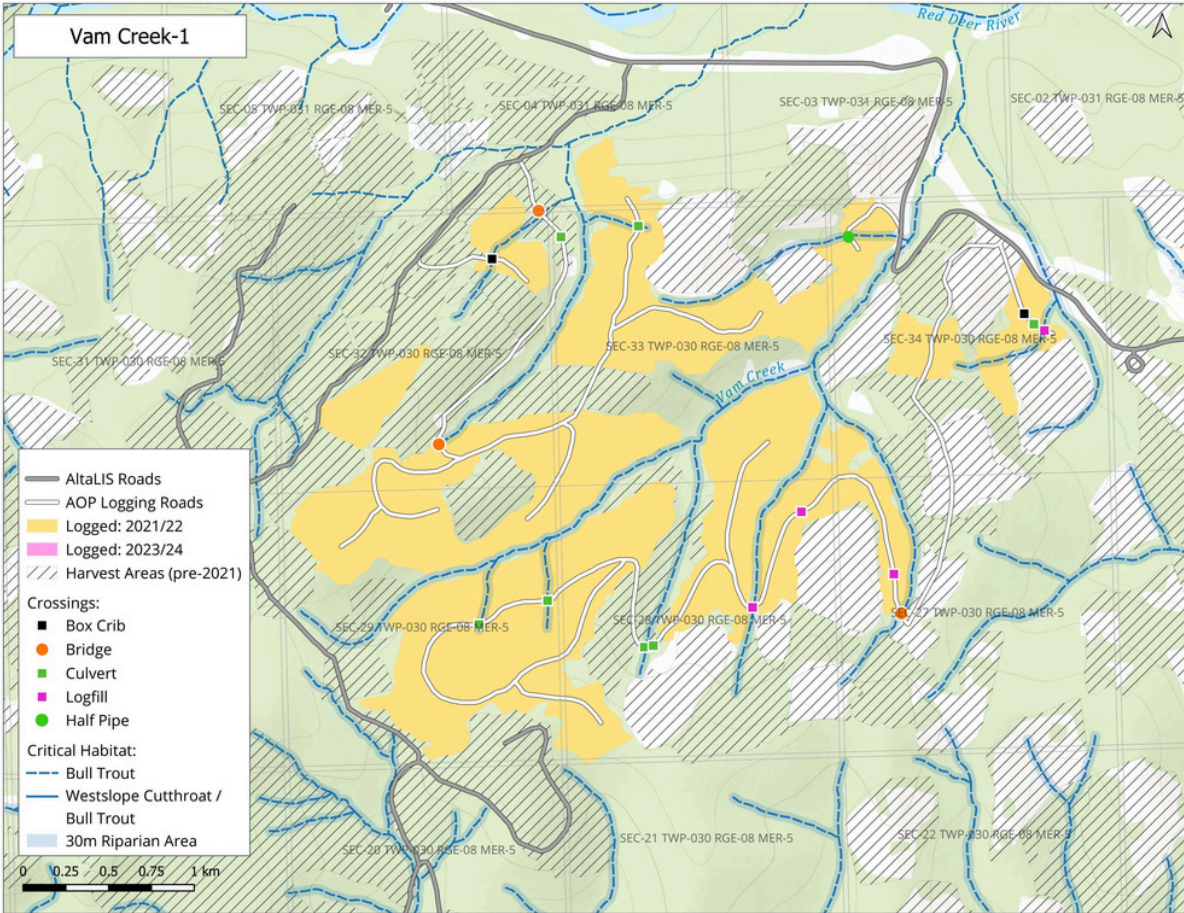 Vam Creek-1
Red Deer River
SEC-05 TWP-031 RGE-08 MER-5
SEC-04 TWP-031 RGE-08 MER-5
SEC-03 TWP-031 RGE-08 MER-5
SEC-02 TWP-031 RGE-08 MER-5
SEC-31 TWP-030 RGE-08 MER-5
SEC-32 TWP-030 RGE-08 MER-5
SEC-33 TWP-030 RGE-08 MER-5
SEC-34 TWP-030 RGE-08 MER-5
Vam Creek
AltaLIS Roads
AOP Logging Roads
Logged: 2021/22
Logged: 2023/24
Harvest Areas (pre-2021)
Crossings:
Box Crib
Bridge
Culvert
Logfill
Half Pipe
Critical Habitat:
Bull Trout
Westslope Cutthroat /
Bull Trout
30m Riparian Area
0 0.25 0.5 0.75 1 km
SEC-29 TWP-030 RGE-08 MER-5
SEC-28 TWP-030 RGE-08 MER-5
SEC-27 TWP-030 RGE-08 MER-5
SEC-20 TWP-030 RGE-08 MER-5
SEC-21 TWP-030 RGE-08 MER-5
SEC-22 TWP-030 RGE-08 MER-5